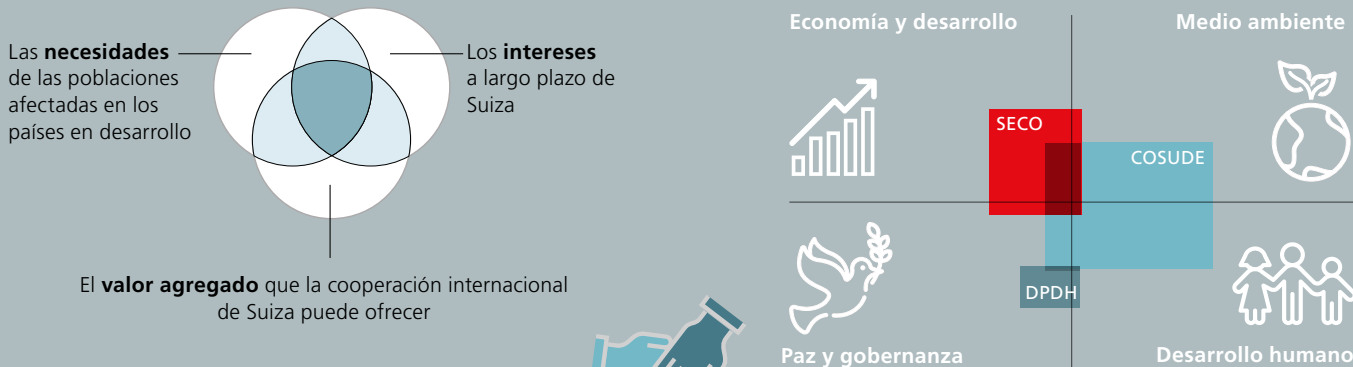 Las necesidades
de las poblaciones
afectadas en los
países en desarrollo
Los intereses
a largo plazo de
Suiza
El valor agregado que la cooperación internacional
de Suiza puede ofrecer
Economía y desarrollo
Medio ambiente
SECO
COSUDE
DPDH
Paz y gobernanza
Desarrollo humano